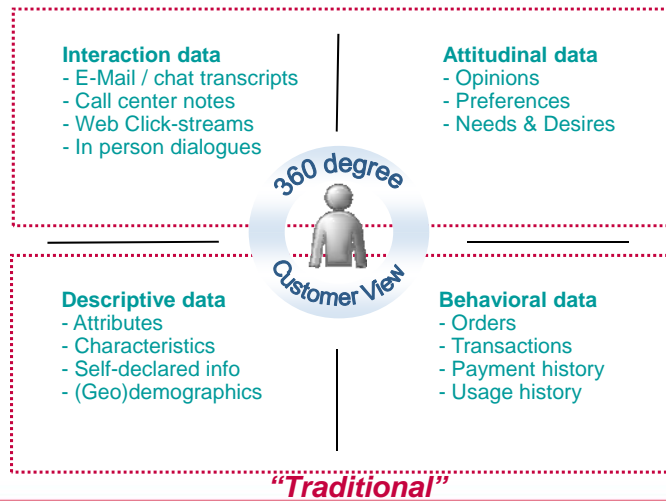 Interaction data
- E-Mail / chat transcripts
- Call center notes
- Web Click-streams
- In person dialogues
Attitudinal data
- Opinions
- Preferences
- Needs & Desires
360 degree
Customer View
Descriptive data
- Attributes
- Characteristics
- Self-declared info
- (Geo)demographics
Behavioral data
- Orders
- Transactions
- Payment history
- Usage history
“Traditional”